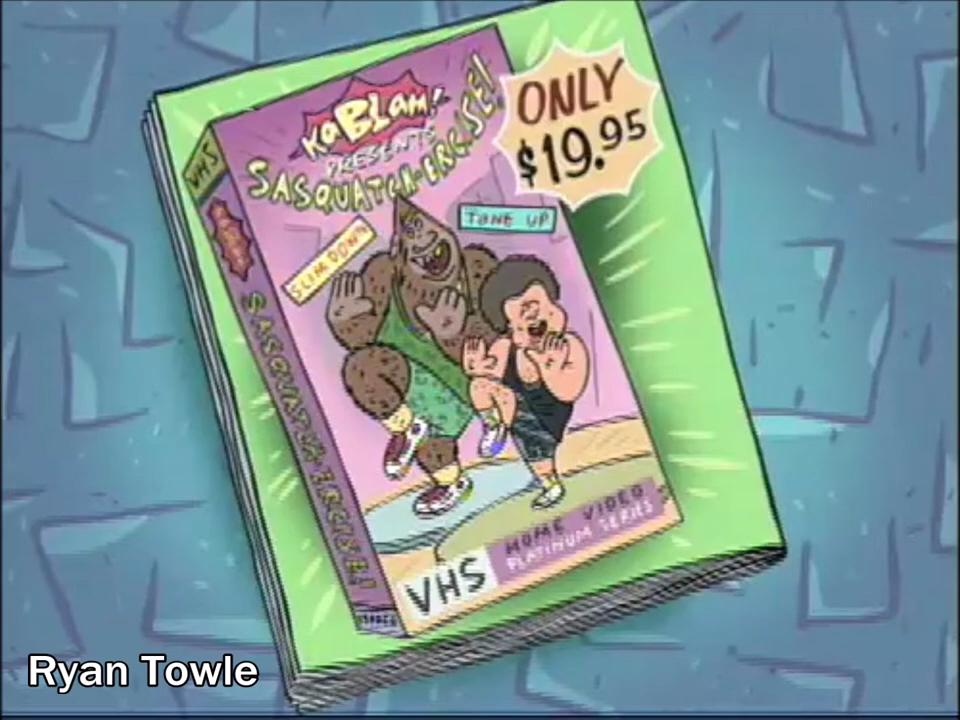 KaBLaM!
PRESENTS
SASQUATCH-ERCISE!
ONLY
$19.95
VHS
SLIM DOWN
TONE UP
SASQUATCH-ERCISE!
VHS
HOME VIDEO
PLATINUM SERIES
Ryan Towle